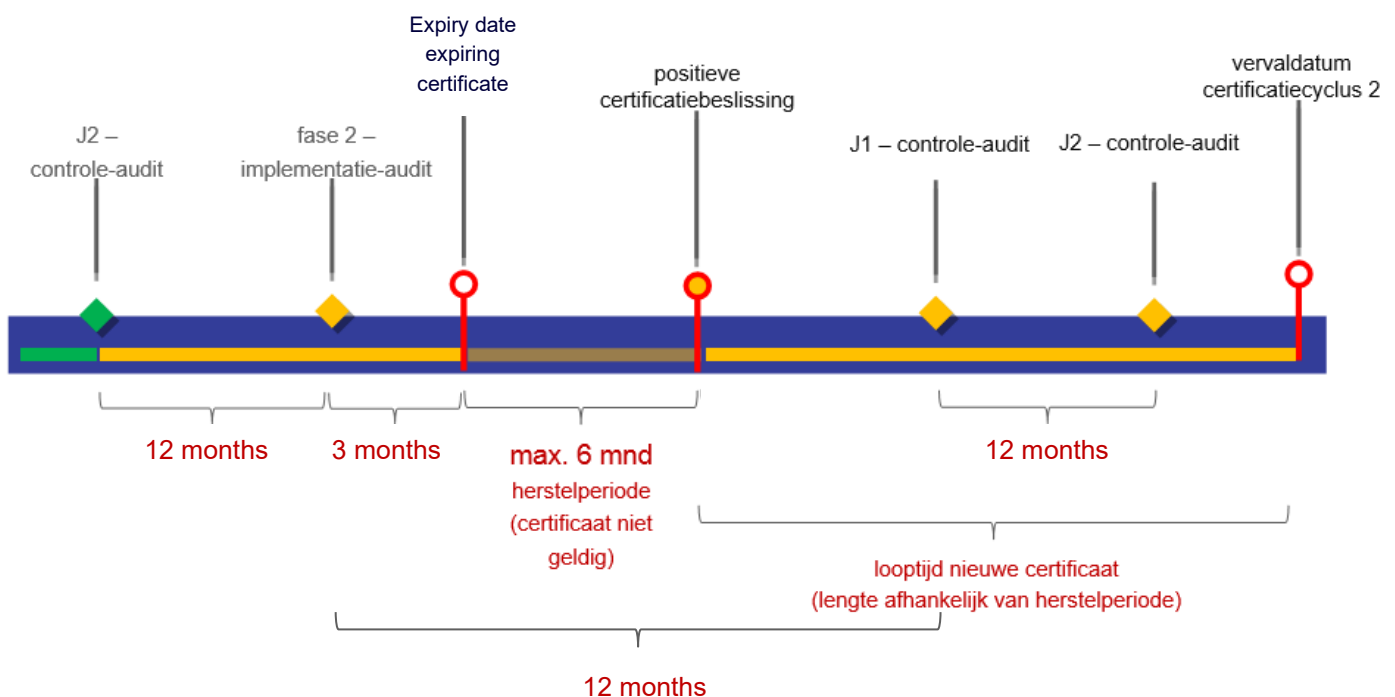 Expiry date
expiring
certificate
positieve
certificatiebeslissing
vervaldatum
certificatiecyclus 2
J2 –
controle-audit
fase 2 –
implementatie-audit
J1 – controle-audit
J2 – controle-audit
12 months
3 months
max. 6 mnd
herstelperiode
(certificaat niet
geldig)
12 months
looptijd nieuwe certificaat
(lengte afhankelijk van herstelperiode)
12 months